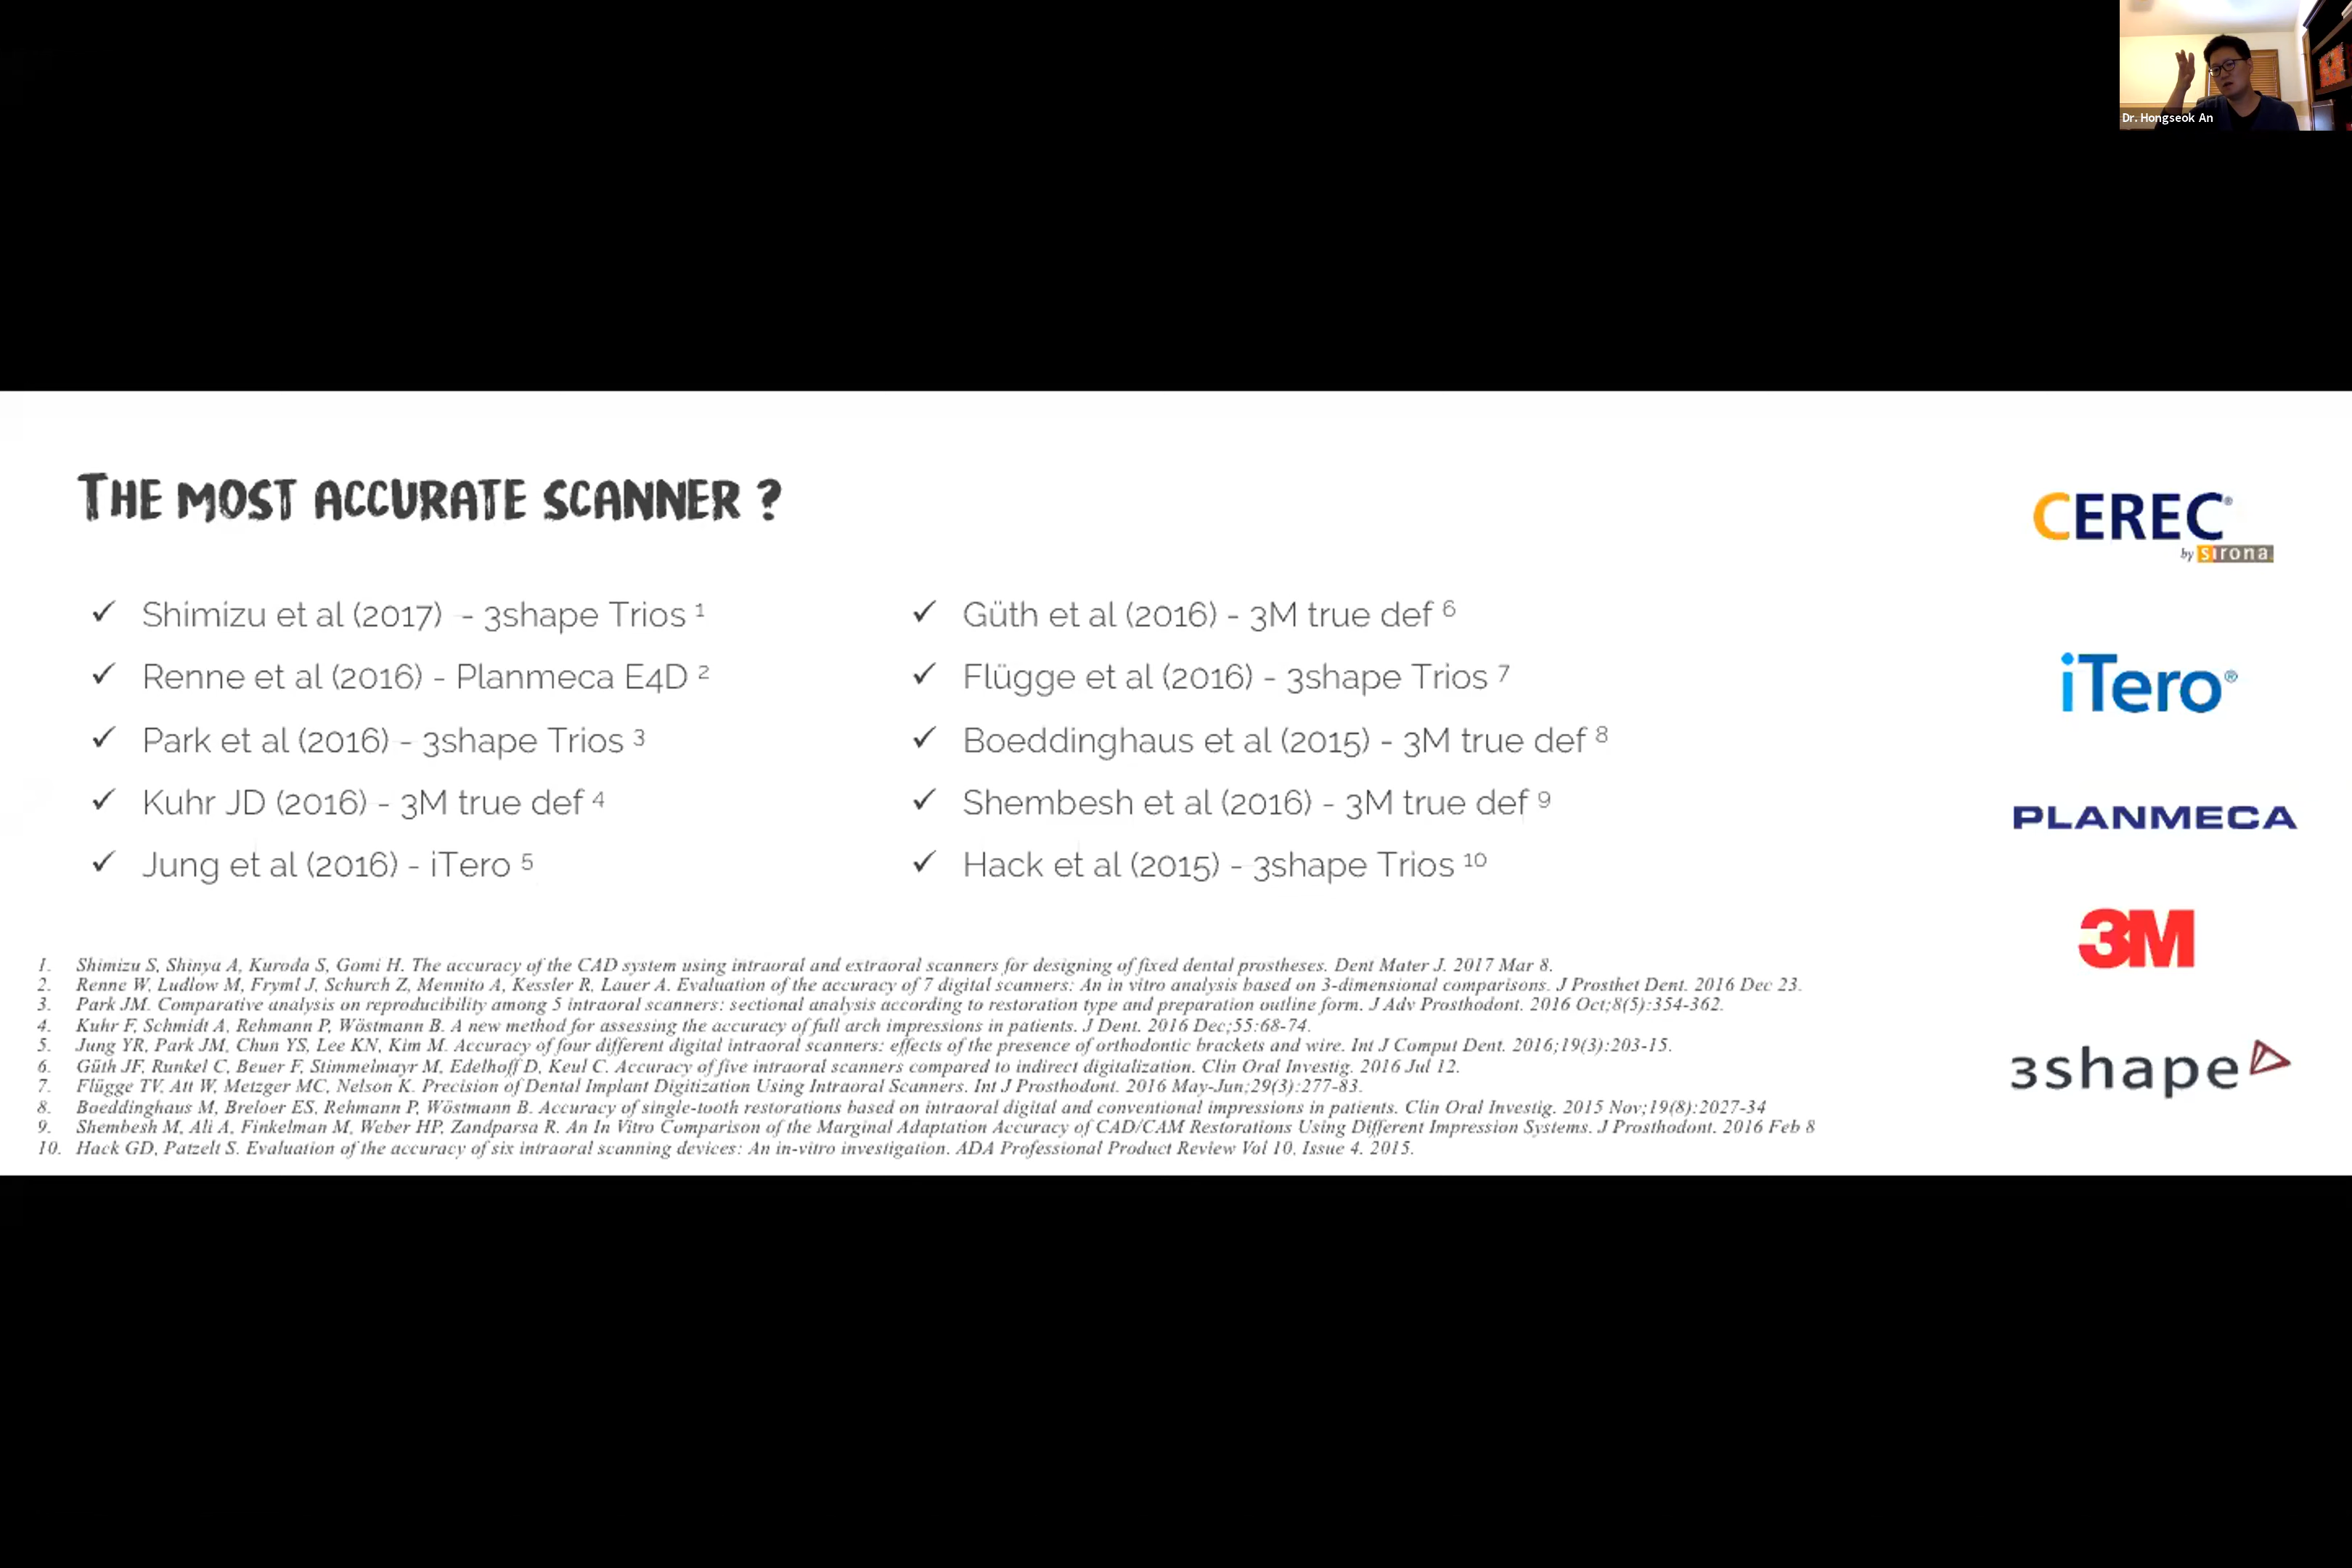 Dr. Hongseok An
THE MOST ACCURATE SCANNER ?
✓ Shimizu et al (2017) - 3shape Trios 1
✓ Renne et al (2016) - Planmeca E4D 2
✓ Park et al (2016) - 3shape Trios 3
✓ Kuhr JD (2016) - 3M true def 4
✓ Jung et al (2016) - iTero 5
✓ Güth et al (2016) - 3M true def 6
✓ Flügge et al (2016) - 3shape Trios 7
✓ Boeddinghaus et al (2015) - 3M true def 8
✓ Shembesh et al (2016) - 3M true def 9
✓ Hack et al (2015) - 3shape Trios 10
CEREC®
by sirona
iTero®
PLANMECA
3M
3shape
1. Shimizu S, Shinya A, Kuroda S, Gomi H. The accuracy of the CAD system using intraoral and extraoral scanners for designing of fixed dental prostheses. Dent Mater J. 2017 Mar 8.
2. Renne W, Ludlow M, Fryml J, Schurch Z, Mennito A, Kessler R, Lauer A. Evaluation of the accuracy of 7 digital scanners: An in vitro analysis based on 3-dimensional comparisons. J Prosthet Dent. 2016 Dec 23.
3. Park JM. Comparative analysis on reproducibility among 5 intraoral scanners: sectional analysis according to restoration type and preparation outline form. J Adv Prosthodont. 2016 Oct;8(5):354-362.
4. Kuhr F, Schmidt A, Rehmann P, Wöstmann B. A new method for assessing the accuracy of full arch impressions in patients. J Dent. 2016 Dec;55:68-74.
5. Jung YR, Park JM, Chun YS, Lee KN, Kim M. Accuracy of four different digital intraoral scanners: effects of the presence of orthodontic brackets and wire. Int J Comput Dent. 2016;19(3):203-15.
6. Güth JF, Runkel C, Beuer F, Stimmelmayr M, Edelhoff D, Keul C. Accuracy of five intraoral scanners compared to indirect digitalization. Clin Oral Investig. 2016 Jul 12.
7. Flügge TV, Att W, Metzger MC, Nelson K. Precision of Dental Implant Digitization Using Intraoral Scanners. Int J Prosthodont. 2016 May-Jun;29(3):277-83.
8. Boeddinghaus M, Breloer ES, Rehmann P, Wöstmann B. Accuracy of single-tooth restorations based on intraoral digital and conventional impressions in patients. Clin Oral Investig. 2015 Nov;19(8):2027-34
9. Shembesh M, Ali A, Finkelman M, Weber HP, Zandparsa R. An In Vitro Comparison of the Marginal Adaptation Accuracy of CAD/CAM Restorations Using Different Impression Systems. J Prosthodont. 2016 Feb 8
10. Hack GD, Patzelt S. Evaluation of the accuracy of six intraoral scanning devices: An in-vitro investigation. ADA Professional Product Review Vol 10, Issue 4. 2015.